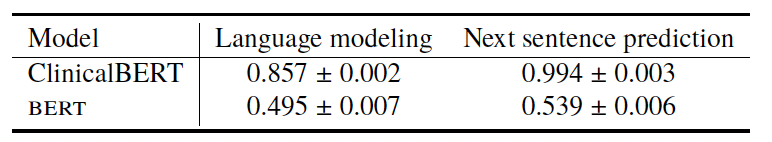 Model Language modeling Next sentence prediction
ClinicalBERT 0.857 ± 0.002 0.994 ± 0.003
BERT 0.495 ± 0.007 0.539 ± 0.006